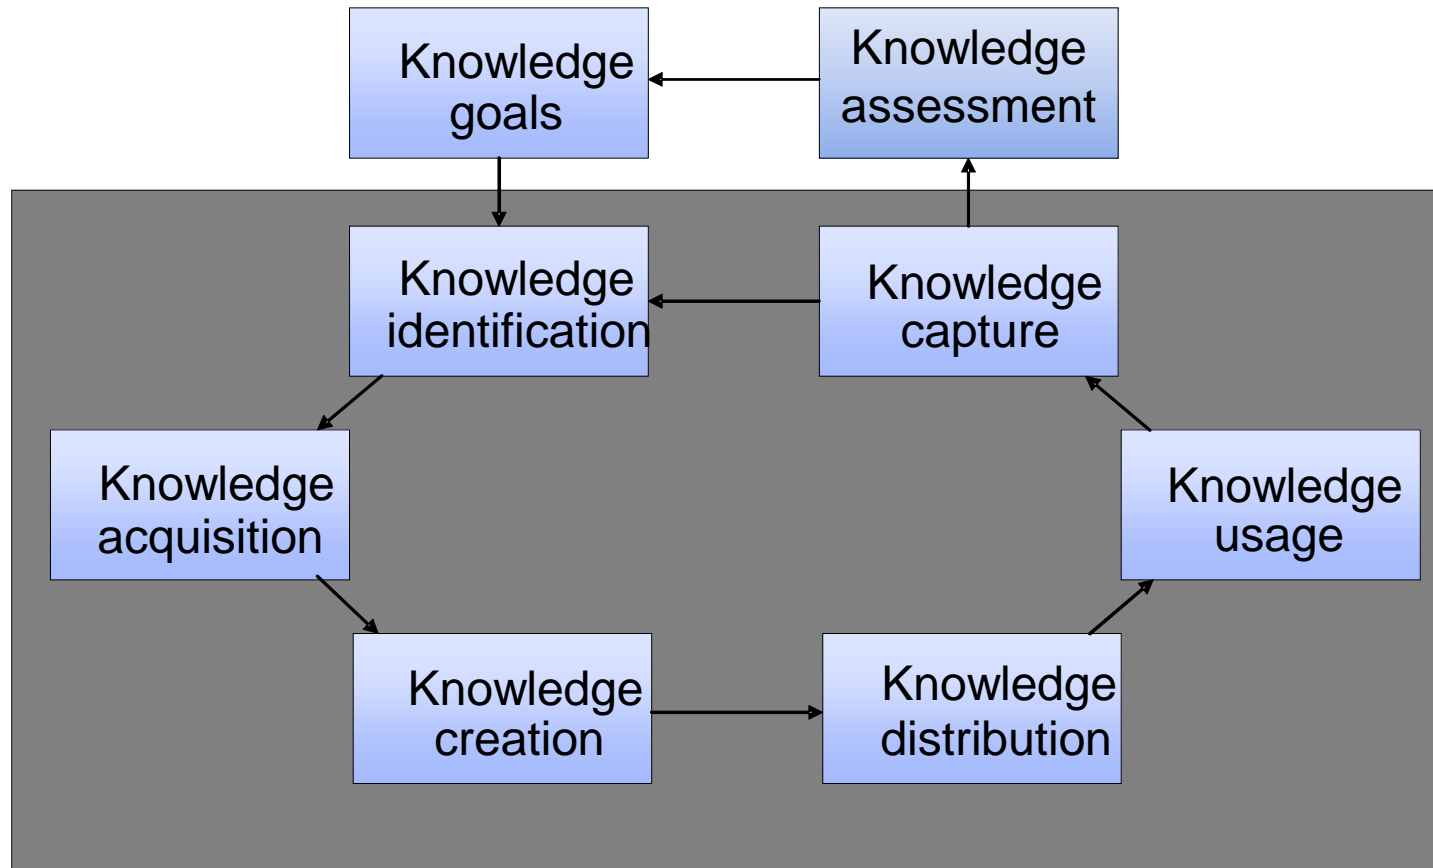 Knowledge
goals
Knowledge
assessment
Knowledge
identification
Knowledge
capture
Knowledge
acquisition
Knowledge
usage
Knowledge
creation
Knowledge
distribution